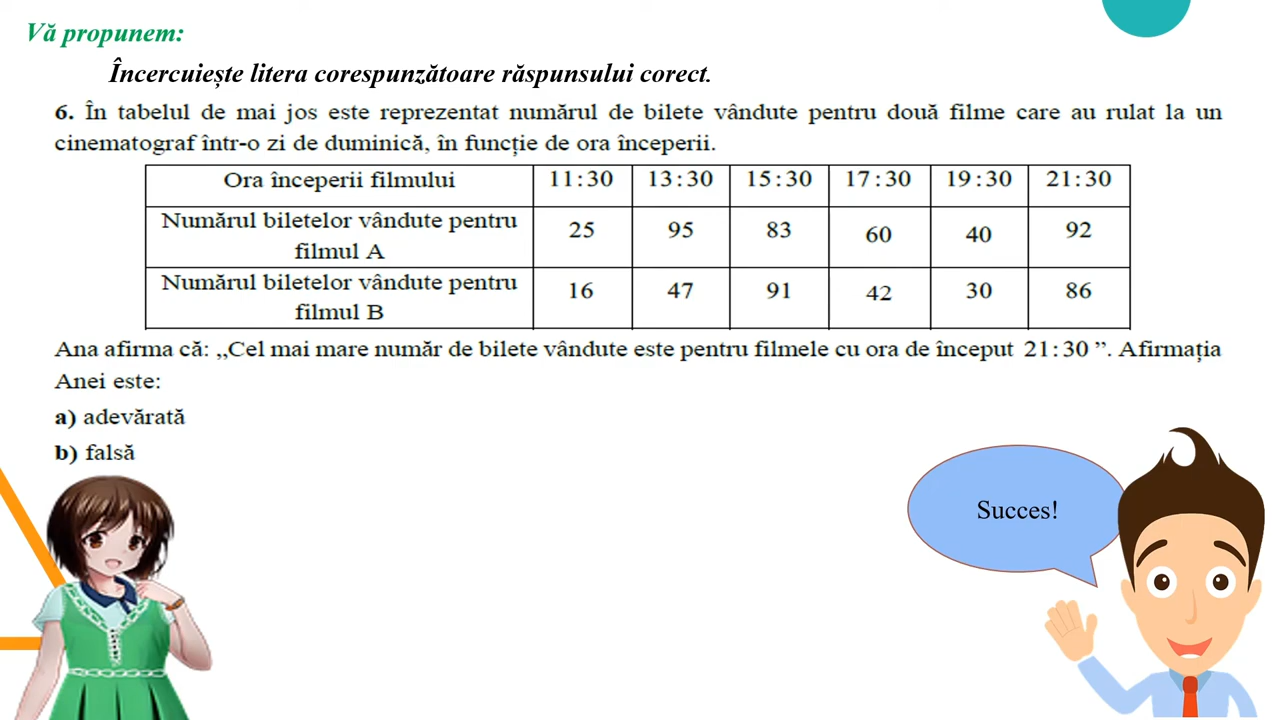 Vă propunem:
Încercuiește litera corespunzătoare răspunsului corect.
6. În tabelul de mai jos este reprezentat numărul de bilete vândute pentru două filme care au rulat la un
cinematograf într-o zi de duminică, în funcție de ora începerii.
Ora începerii filmului 11:30 13:30 15:30 17:30 19:30 21:30
Numărul biletelor vândute pentru
filmul A 25 95 83 60 40 92
Numărul biletelor vândute pentru
filmul B 16 47 91 42 30 86
Ana afirma că: „Cel mai mare număr de bilete vândute este pentru filmele cu ora de început 21:30 ”. Afirmația
Anei este:
a) adevărată
b) falsă
Succes!